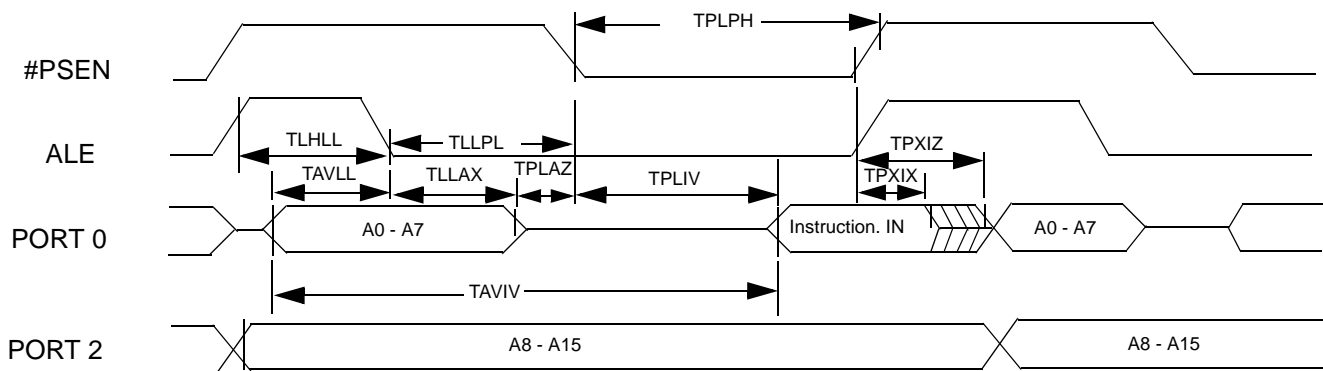 TPLPH
#PSEN
ALE
TLHLL
TLLPL
TPXIZ
TAVLL
TLLAX
TPLAZ
TPLIV
TPXIX
PORT 0
A0 - A7
Instruction. IN
A0 - A7
TAVIV
PORT 2
A8 - A15
A8 - A15